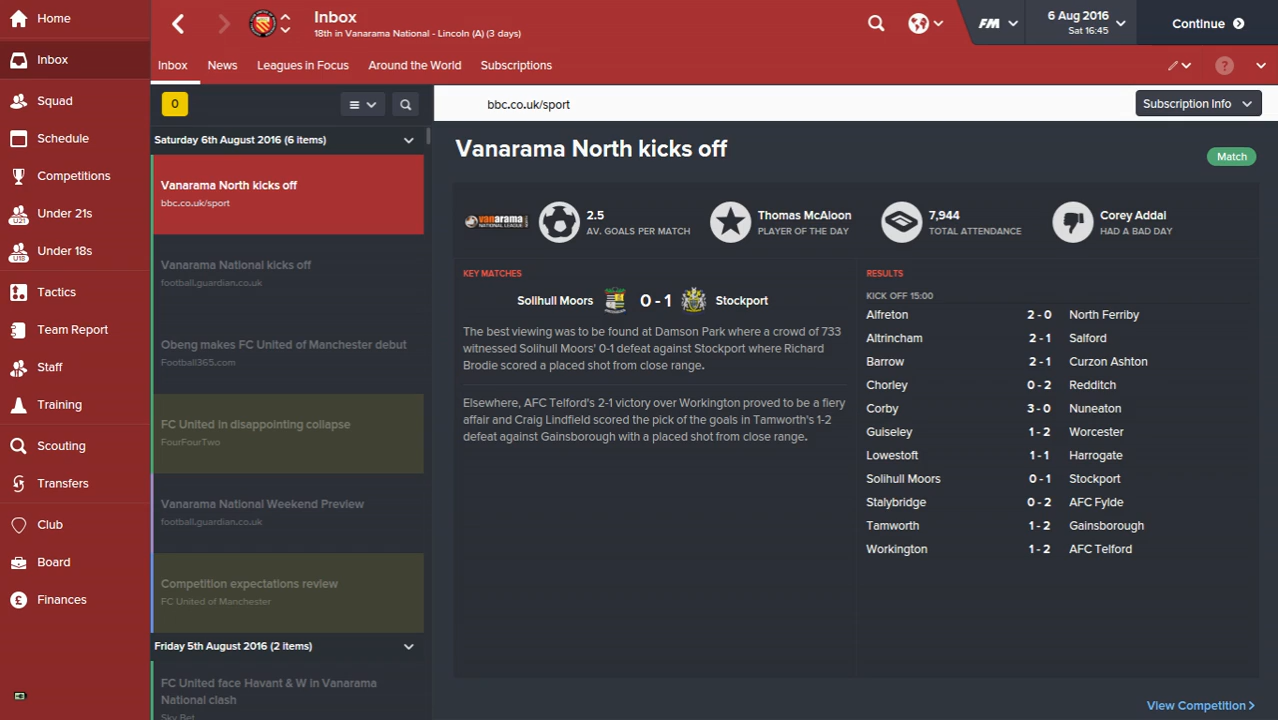 Home
Inbox
Squad
Schedule
Competitions
Under 21s
Under 18s
Tactics
Team Report
Staff
Training
Scouting
Transfers
Club
Board
Finances
Inbox
18th in Vanarama National - Lincoln (A) (3 days)
FM
6 Aug 2016
Sat 16:45
Continue
Inbox News Leagues in Focus Around the World Subscriptions
?
0
Saturday 6th August 2016 (6 items)
Vanarama North kicks off
bbc.co.uk/sport
Vanarama National kicks off
football.guardian.co.uk
Obeng makes FC United of Manchester debut
Football365.com
FC United in disappointing collapse
FourFourTwo
Vanarama National Weekend Preview
football.guardian.co.uk
Competition expectations review
FC United of Manchester
Friday 5th August 2016 (2 items)
FC United face Havant & W in Vanarama
National clash
Sky Bet
bbc.co.uk/sport
Subscription Info
Vanarama North kicks off
Match
vanarama
2.5
AV. GOALS PER MATCH
Thomas McAloon
PLAYER OF THE DAY
7,944
TOTAL ATTENDANCE
Corey Addal
HAD A BAD DAY
KEY MATCHES
Solihull Moors 0 - 1 Stockport
The best viewing was to be found at Damson Park where a crowd of 733
witnessed Solihull Moors' 0-1 defeat against Stockport where Richard
Brodie scored a placed shot from close range.
Elsewhere, AFC Telford's 2-1 victory over Workington proved to be a fiery
affair and Craig Lindfield scored the pick of the goals in Tamworth's 1-2
defeat against Gainsborough with a placed shot from close range.
RESULTS
KICK OFF 15:00
Alfreton 2 - 0 North Ferriby
Altrincham 2 - 1 Salford
Barrow 2 - 1 Curzon Ashton
Chorley 0 - 2 Redditch
Corby 3 - 0 Nuneaton
Guiseley 1 - 2 Worcester
Lowestoft 1 - 1 Harrogate
Solihull Moors 0 - 1 Stockport
Stalybridge 0 - 2 AFC Fylde
Tamworth 1 - 2 Gainsborough
Workington 1 - 2 AFC Telford
View Competition >